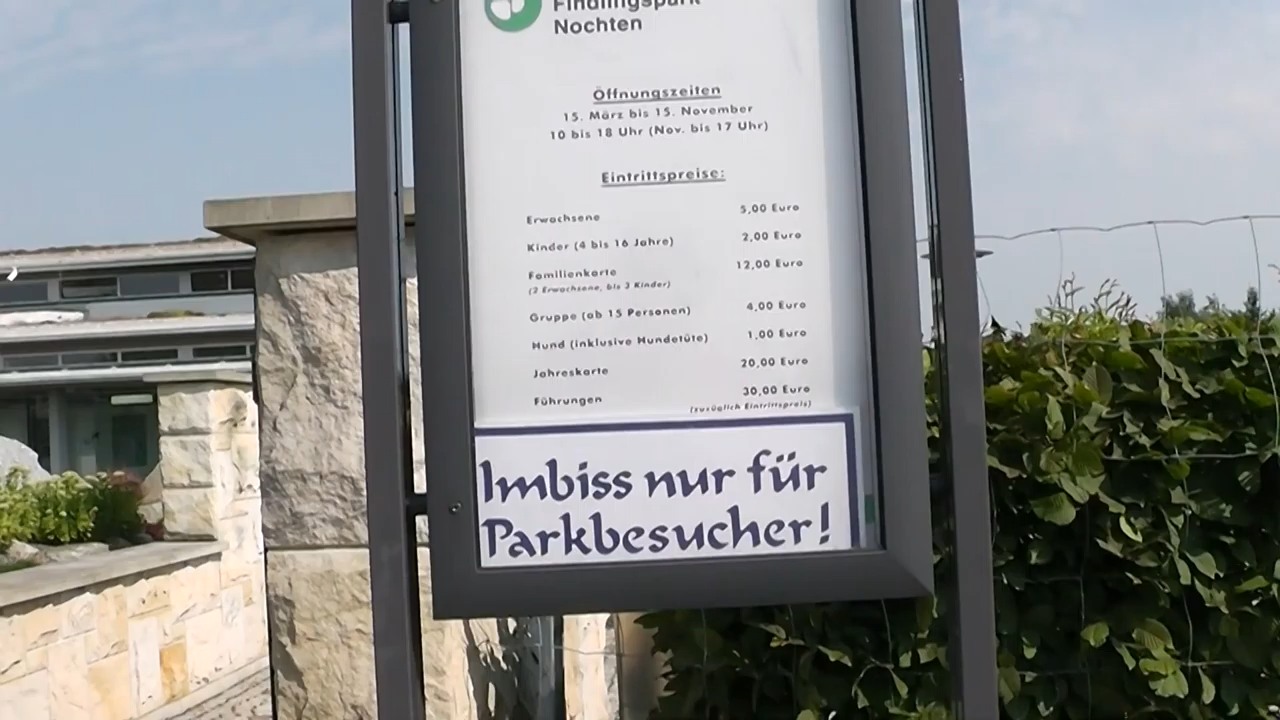 Findlingspark
Nochten
Öffnungszeiten
15. März bis 15. November
10 bis 18 Uhr (Nov. bis 17 Uhr)
Eintrittspreise:
Erwachsene 5,00 Euro
Kinder (4 bis 16 Jahre) 2,00 Euro
Familienkarte 12,00 Euro
(2 Erwachsene, bis 3 Kinder)
Gruppe (ab 15 Personen) 4,00 Euro
Hund (inklusive Hundetüte) 1,00 Euro
Jahreskarte 20,00 Euro
Führungen 30,00 Euro
(zuzüglich Eintrittspreis)
Imbiss nur für
Parkbesucher!